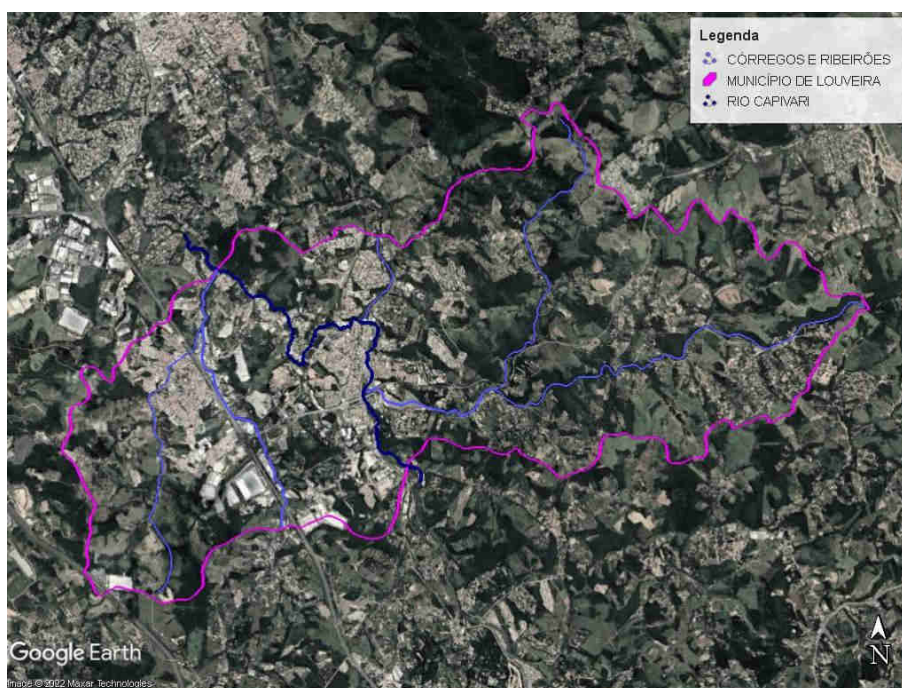 Legenda
CÓRREGOS E RIBEIRÕES
MUNICÍPIO DE LOUVEIRA
RIO CAPIVARI
N
Google Earth
Image © 2022 Maxar Technologies